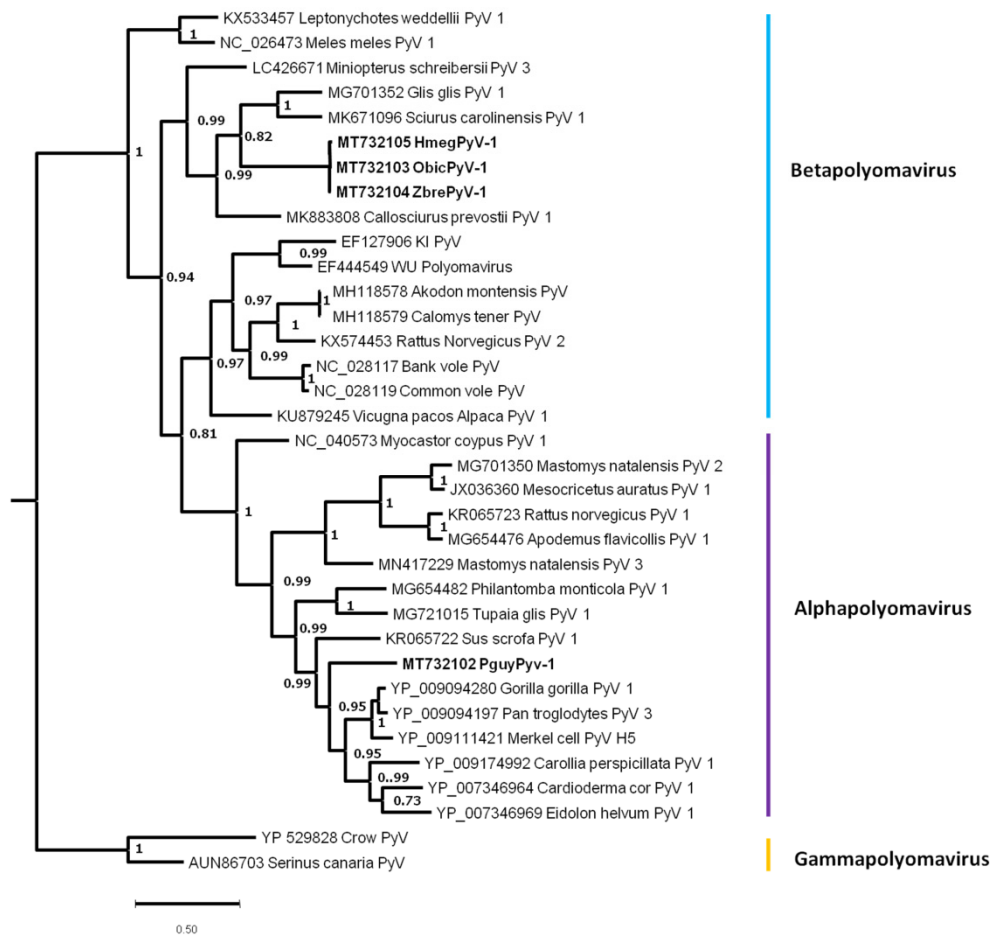 KX533457 Leptonychotes weddellii PyV 1
1
NC_026473 Meles meles PyV 1
LC426671 Miniopterus schreibersii PyV 3
0.99
MG701352 Glis glis PyV 1
1
MK671096 Sciurus carolinensis PyV 1
0.82
MT732105 HmegPyV-1
1
MT732103 ObicPyV-1
0.99
Betapolyomavirus
MT732104 ZbrePyV-1
MK883808 Callosciurus prevostii PyV 1
EF127906 KI PyV
0.99
EF444549 WU Polyomavirus
0.94
MH118578 Akodon montensis PyV
0.97
1
MH118579 Calomys tener PyV
1
KX574453 Rattus Norvegicus PyV 2
0.99
0.97
NC_028117 Bank vole PyV
1
NC_028119 Common vole PyV
KU879245 Vicugna pacos Alpaca PyV 1
0.81
NC_040573 Myocastor coypus PyV 1
MG701350 Mastomys natalensis PyV 2
1
JX036360 Mesocricetus auratus PyV 1
1
1
KR065723 Rattus norvegicus PyV 1
1
1
MG654476 Apodemus flavicollis PyV 1
MN417229 Mastomys natalensis PyV 3
0.99
MG654482 Philantomba monticola PyV 1
1
Alphapolyomavirus
MG721015 Tupaia glis PyV 1
0.99
KR065722 Sus scrofa PyV 1
MT732102 PguyPyv-1
0.99
YP_009094280 Gorilla gorilla PyV 1
0.95
YP_009094197 Pan troglodytes PyV 3
1
YP_009111421 Merkel cell PyV H5
0.95
YP_009174992 Carollia perspicillata PyV 1
0..99
YP_007346964 Cardioderma cor PyV 1
0.73
YP_007346969 Eidolon helvum PyV 1
YP 529828 Crow PyV
1
AUN86703 Serinus canaria PyV
Gammapolyomavirus
0.50